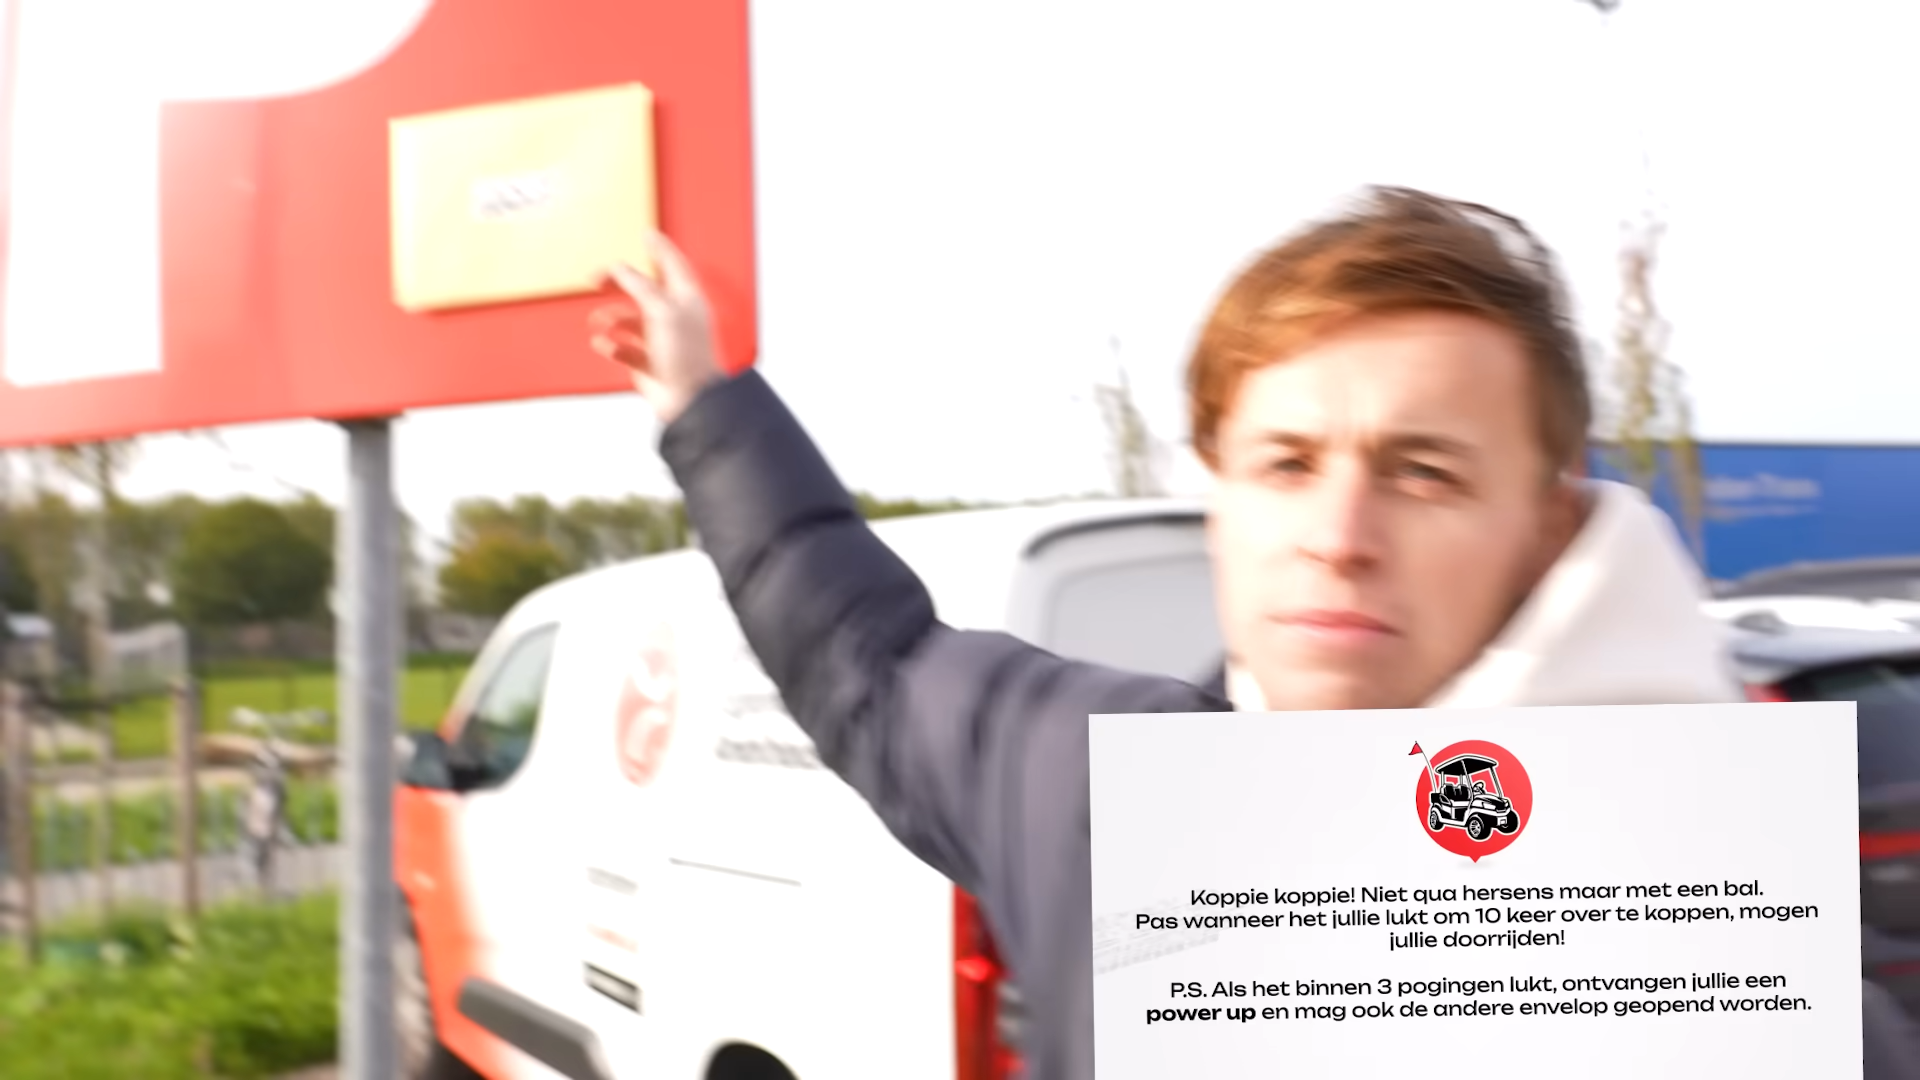 Koppie koppie! Niet qua hersens maar met een bal.
Pas wanneer het jullie lukt om 10 keer over te koppen, mogen
jullie doorrijden!
P.S. Als het binnen 3 pogingen lukt, ontvangen jullie een
power up en mag ook de andere envelop geopend worden.